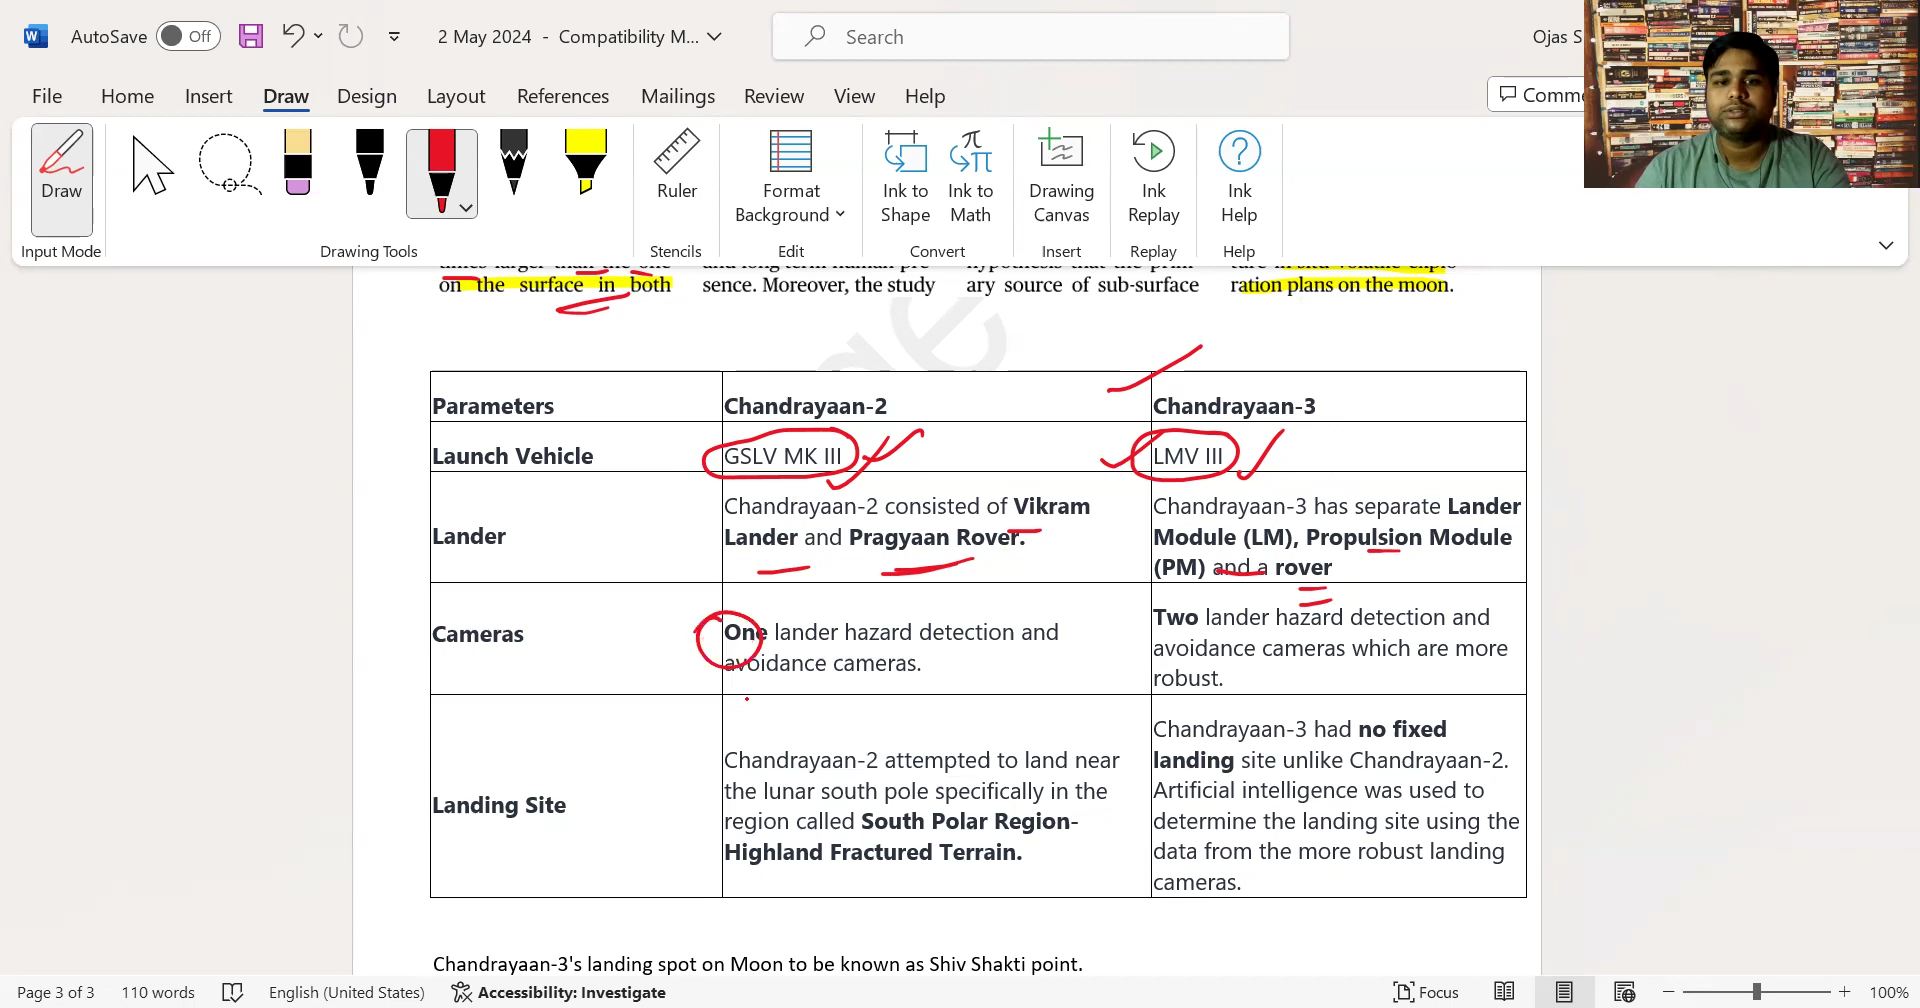 AutoSave Off 2 May 2024 - Compatibility M... Search Ojas S
File Home Insert Draw Design Layout References Mailings Review View Help Comme
Draw Ruler Format Background Ink to Shape Ink to Math Drawing Canvas Ink Replay Ink Help
Input Mode Drawing Tools Stencils Edit Convert Insert Replay Help
on the surface in both sence. Moreover, the study ary source of sub-surface ration plans on the moon.
Parameters Chandrayaan-2 Chandrayaan-3
Launch Vehicle GSLV MK III LMV III
Lander
Chandrayaan-2 consisted of Vikram
Lander and Pragyaan Rover.
Chandrayaan-3 has separate Lander
Module (LM), Propulsion Module
(PM) and a rover
Cameras
One lander hazard detection and
avoidance cameras.
Two lander hazard detection and
avoidance cameras which are more
robust.
Landing Site
Chandrayaan-2 attempted to land near
the lunar south pole specifically in the
region called South Polar Region-
Highland Fractured Terrain.
Chandrayaan-3 had no fixed
landing site unlike Chandrayaan-2.
Artificial intelligence was used to
determine the landing site using the
data from the more robust landing
cameras.
Chandrayaan-3's landing spot on Moon to be known as Shiv Shakti point.
Page 3 of 3 110 words English (United States) Accessibility: Investigate Focus 100%